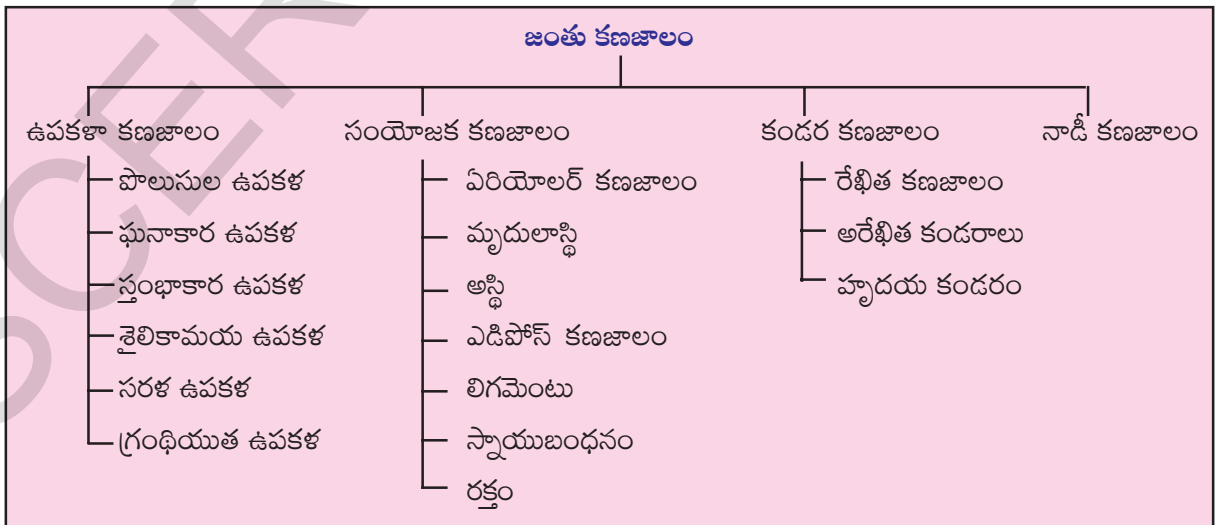 జంతు కణజాలం
ఉపకళా కణజాలం
పొలుసుల ఉపకళ
ఘనాకార ఉపకళ
స్తంభాకార ఉపకళ
శైలికామయ ఉపకళ
సరళ ఉపకళ
గ్రంథియుత ఉపకళ
సంయోజక కణజాలం
ఏరియోలర్ కణజాలం
మృదులాస్థి
అస్థి
ఎడిపోస్ కణజాలం
లిగమెంటు
స్నాయుబంధనం
రక్తం
కండర కణజాలం
రేఖిత కణజాలం
అరేఖిత కండరాలు
హృదయ కండరం
నాడీ కణజాలం
SCER